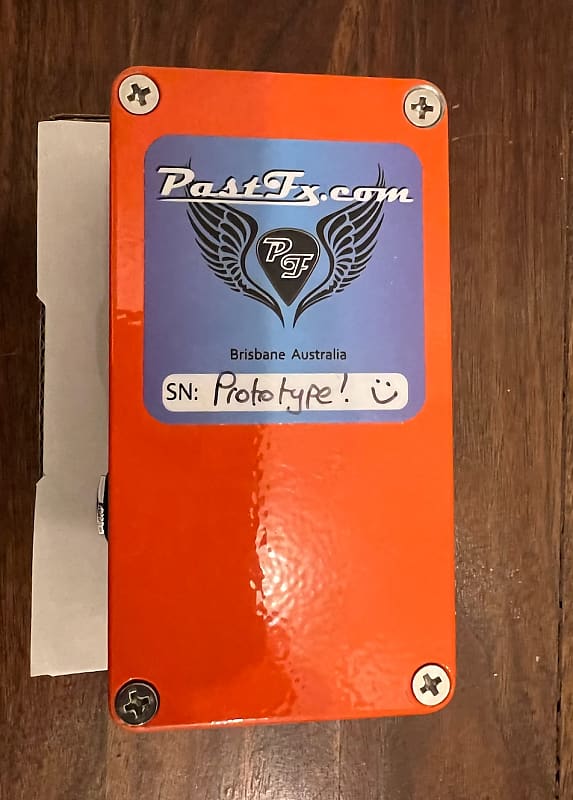 PastFx.com
PF
Brisbane Australia
SN: Prototype! :)